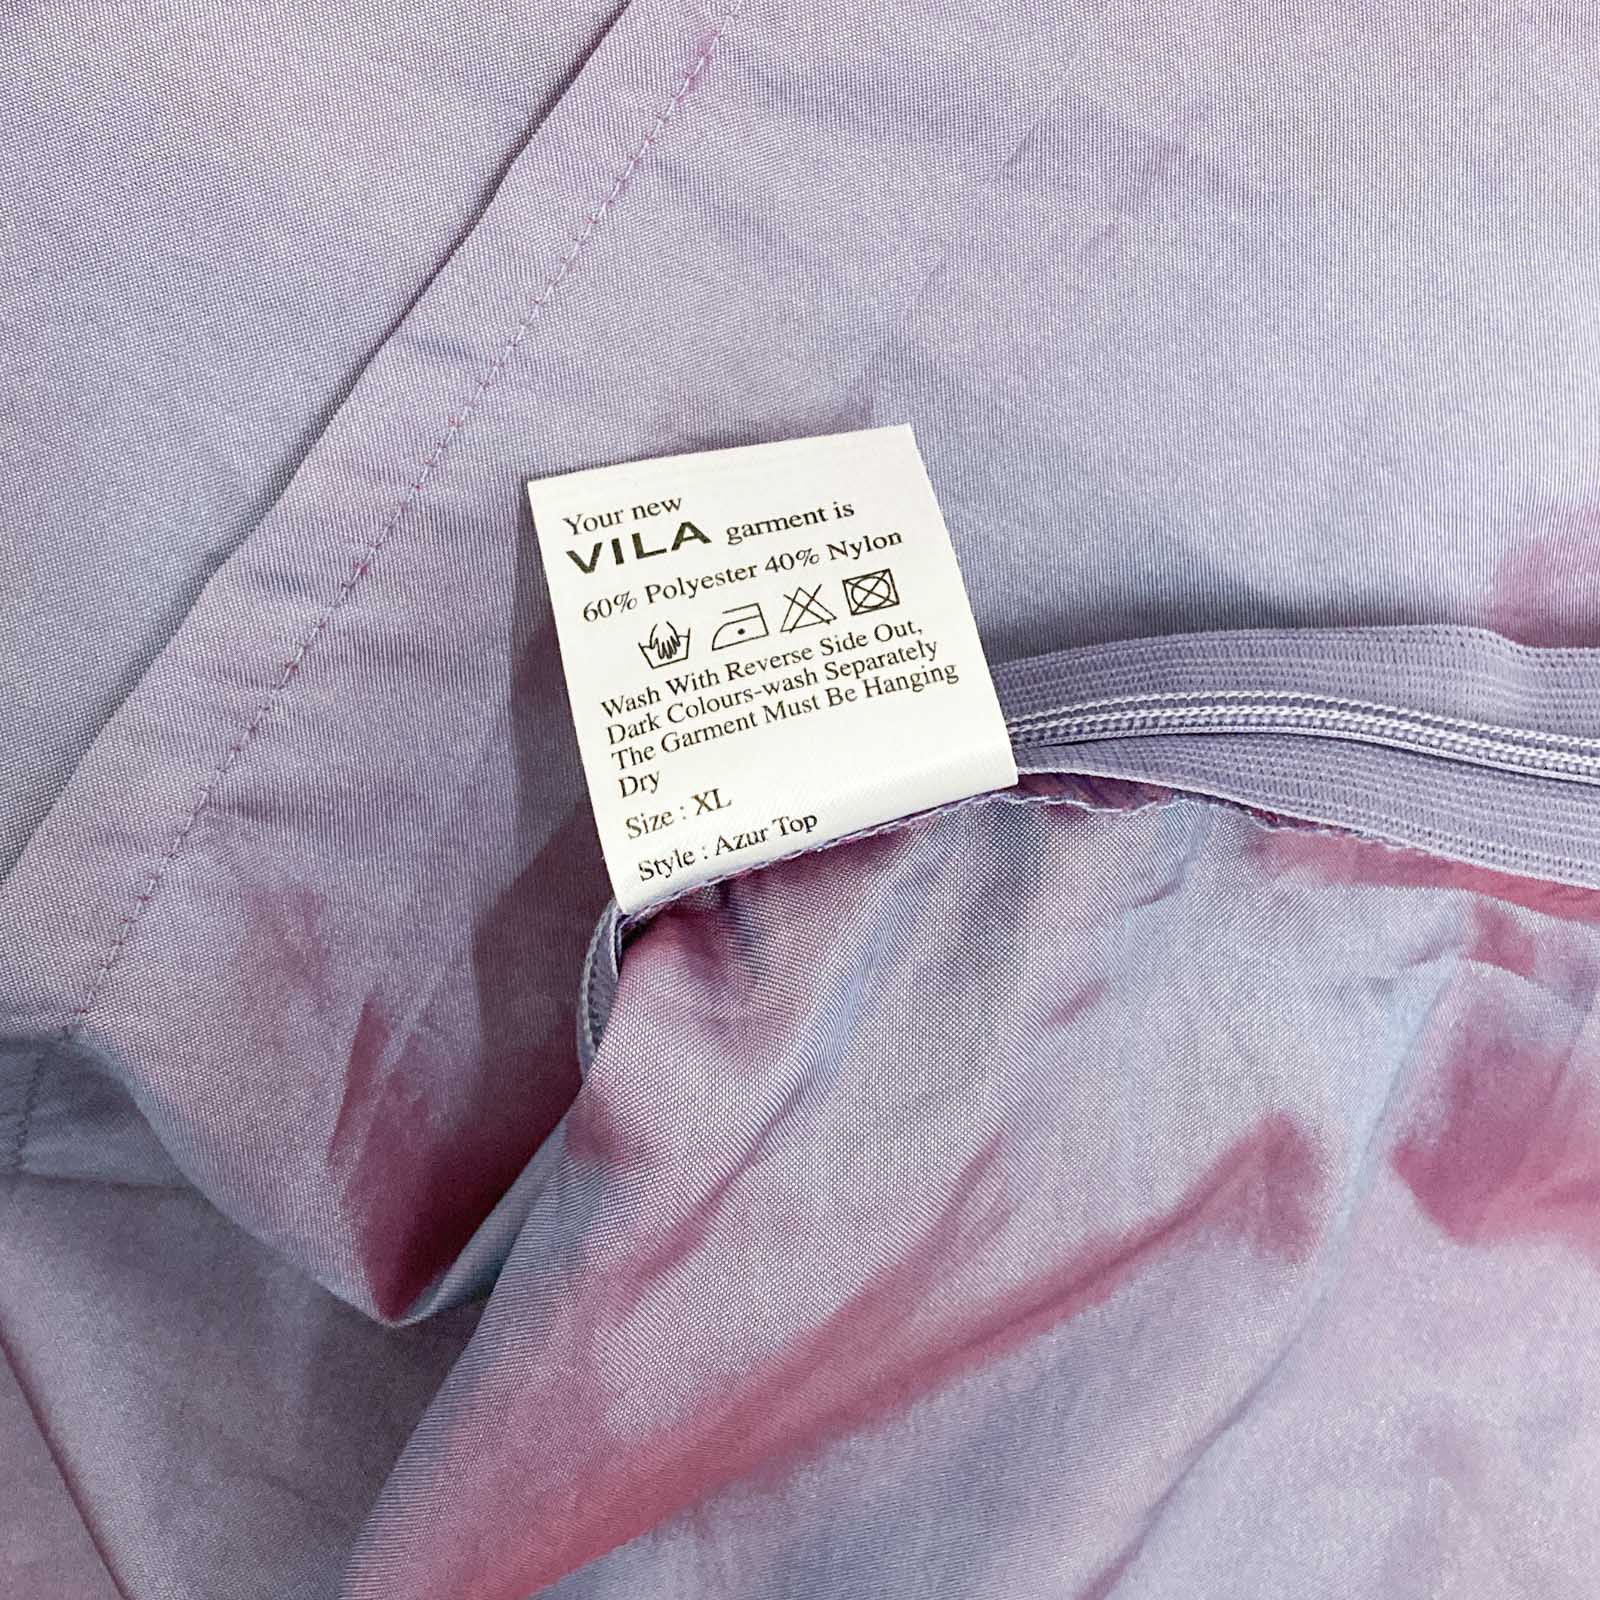 Your new
VILA garment is
60% Polyester 40% Nylon
Wash With Reverse Side Out,
Dark Colours-wash Separately
The Garment Must Be Hanging
Dry
Size : XL
Style : Azur Top